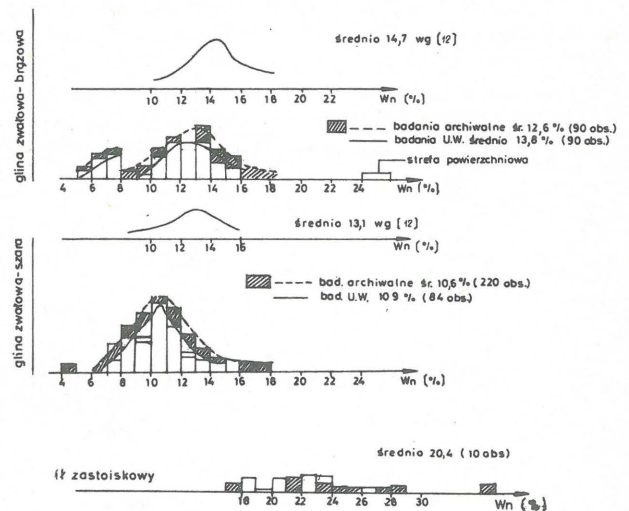 glina zwałowa-brązowa
średnio 14,7 wg [12]
10 12 14 16 18 20 22 Wn (%)
badania archiwalne śr. 12,6 % (90 obs.)
badania U.W. średnio 13,8 % (90 obs.)
strefa powierzchniowa
4 6 8 10 12 14 16 18 20 22 24 Wn (%)
glina zwałowa-szara
średnio 13,1 wg [12]
10 12 14 16 Wn (%)
bad. archiwalne śr. 10,6 % (220 obs.)
bad. U.W. 10 9 % (84 obs.)
4 6 8 10 12 14 16 18 20 22 24 Wn (%)
średnio 20,4 (10 obs)
ił zastoiskowy
18 20 22 24 26 28 30 Wn (%)